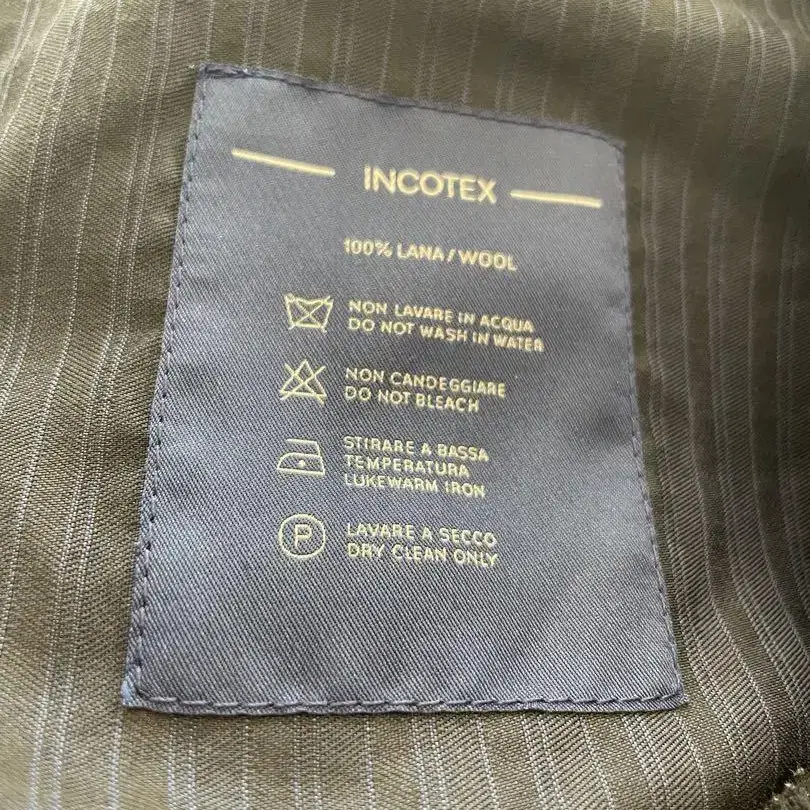 INCOTEX
100% LANA/WOOL
NON LAVARE IN ACQUA
DO NOT WASH IN WATER
NON CANDEGGIARE
DO NOT BLEACH
STIRARE A BASSA
TEMPERATURA
LUKEWARM IRON
P
LAVARE A SECCO
DRY CLEAN ONLY